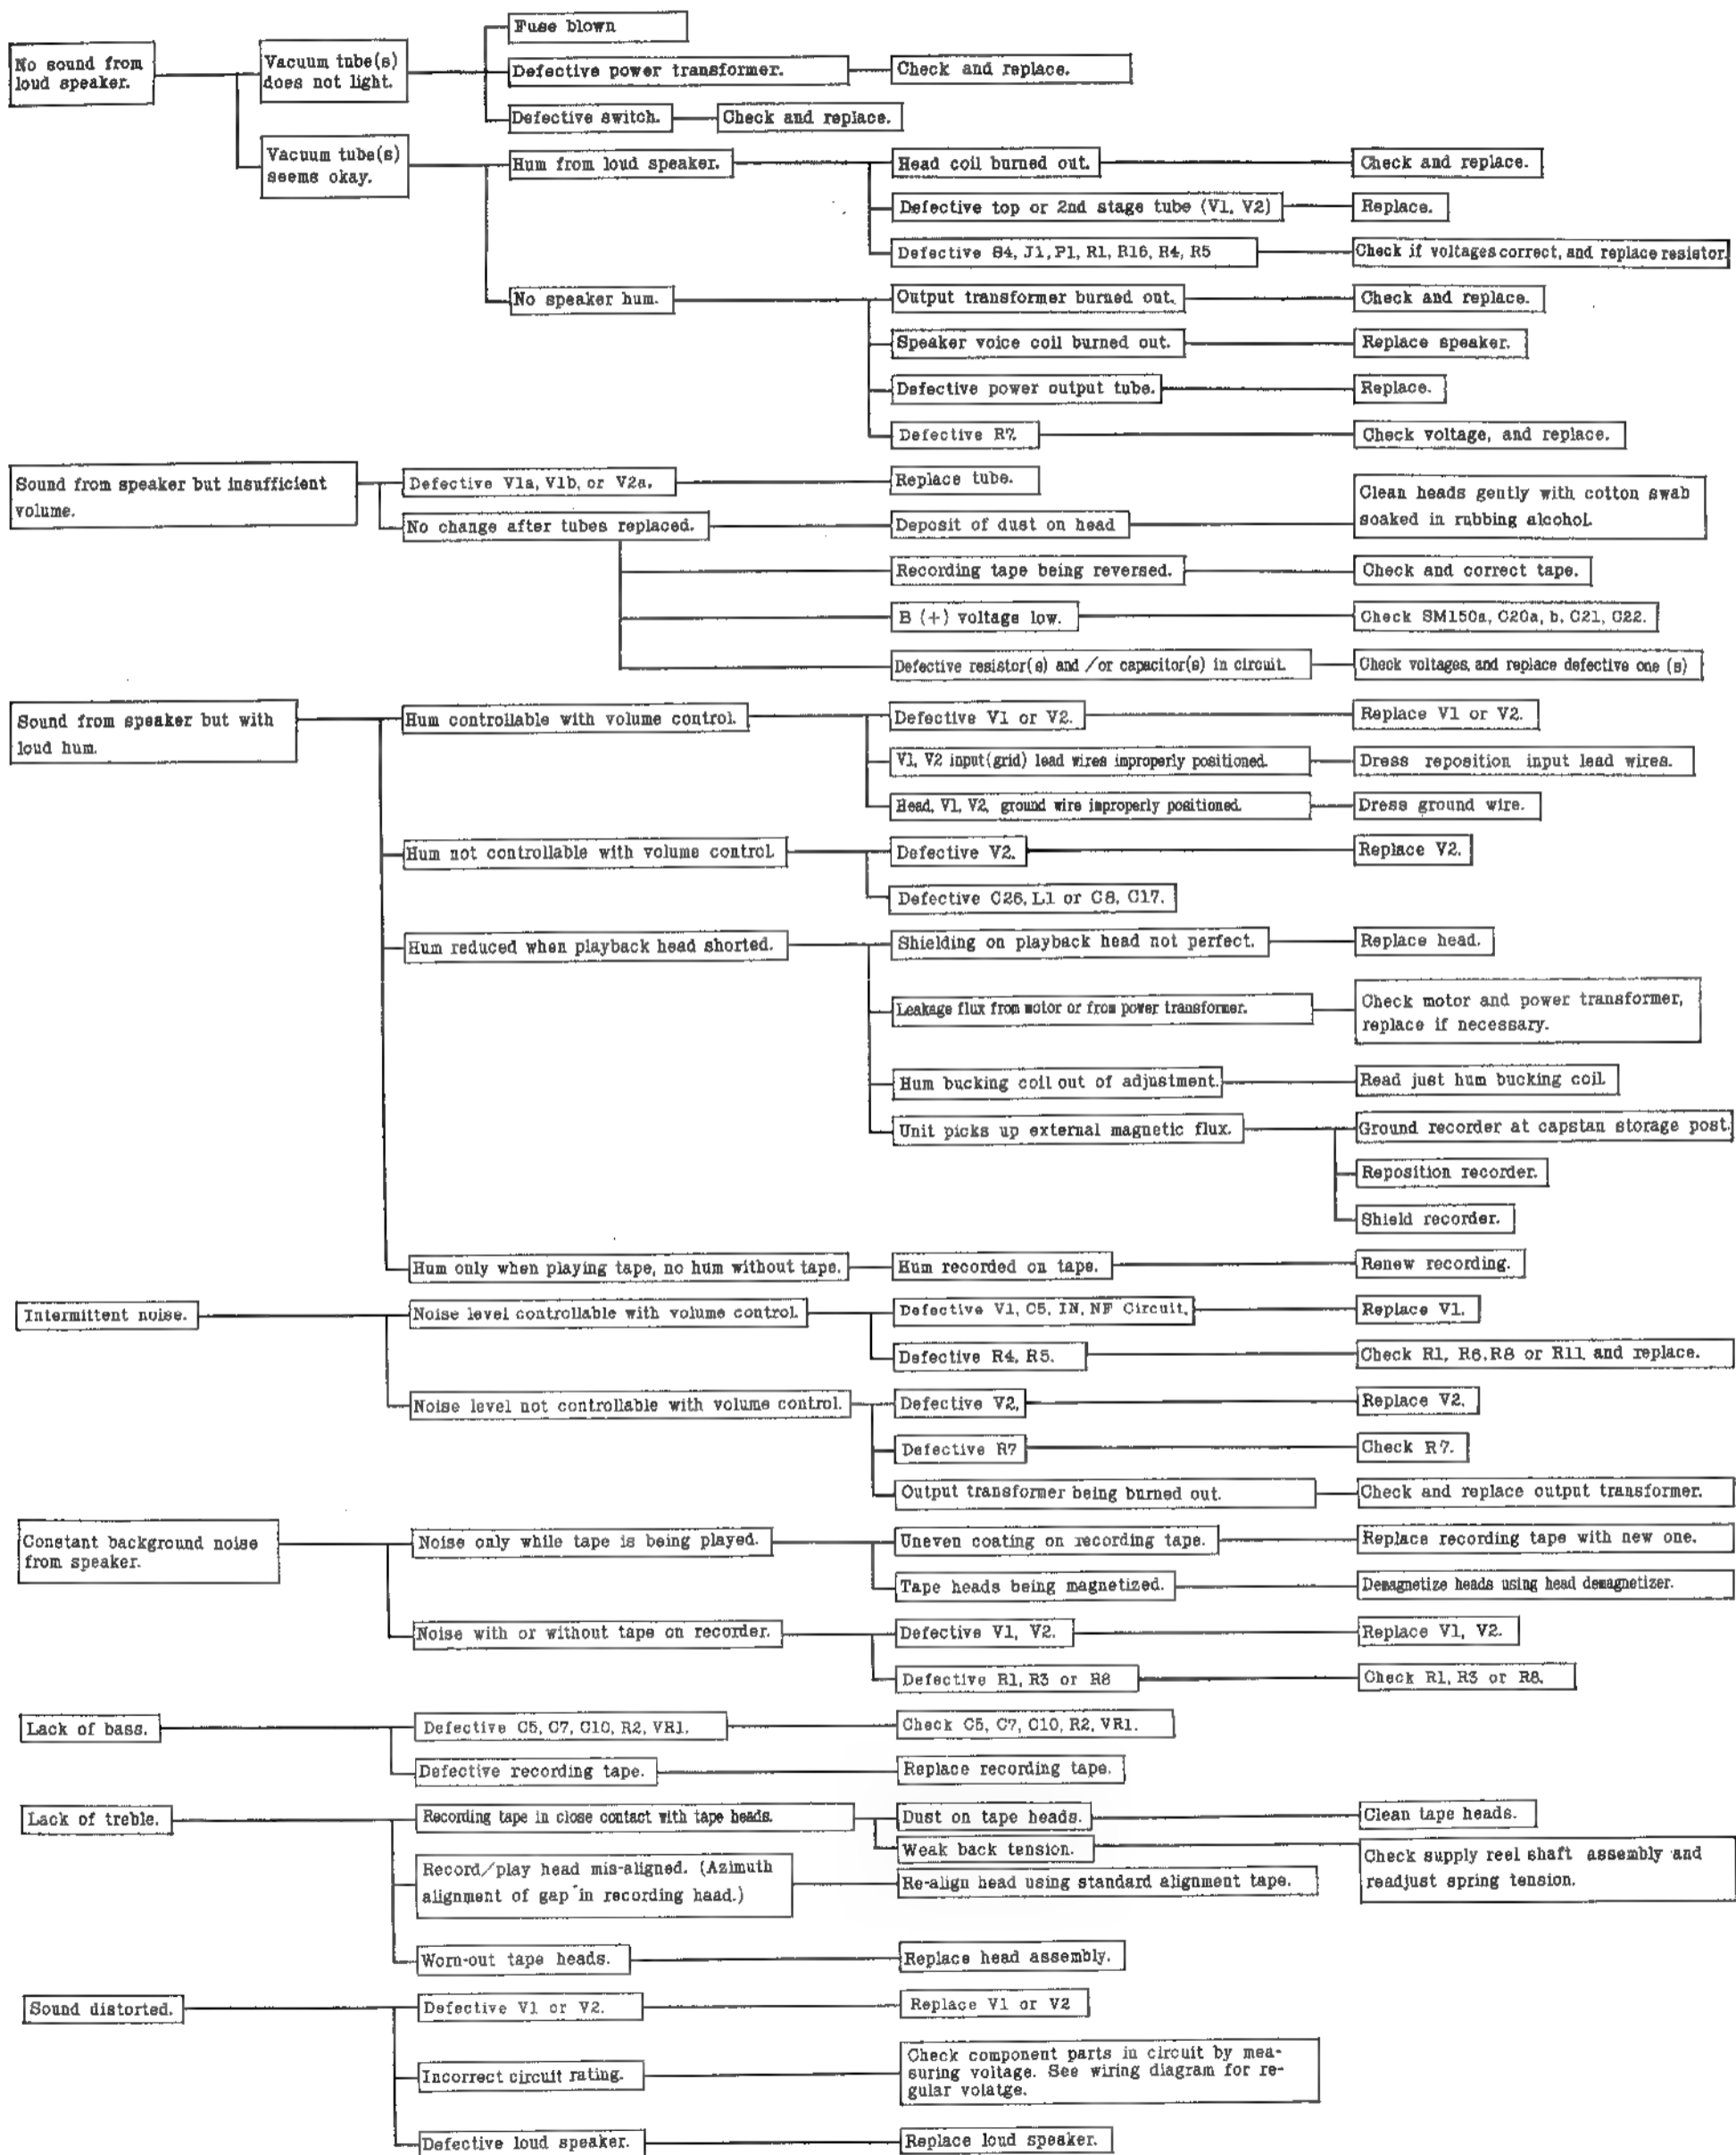 Fuse blown
No sound from
loud speaker.
Vacuum tube(s)
does not light.
Defective power transformer.
Check and replace.
Defective switch.
Check and replace.
Vacuum tube(s)
seems okay.
Hum from loud speaker.
Head coil burned out.
Check and replace.
Defective top or 2nd stage tube (V1, V2)
Replace.
Defective S4, J1, P1, R1, R16, R4, R5
Check if voltages correct, and replace resistor.
No speaker hum.
Output transformer burned out.
Check and replace.
Speaker voice coil burned out.
Replace speaker.
Defective power output tube.
Replace.
Defective R7.
Check voltage, and replace.
Sound from speaker but insufficient
volume.
Defective V1a, V1b, or V2a.
Replace tube.
No change after tubes replaced.
Deposit of dust on head
Clean heads gently with cotton swab
soaked in rubbing alcohol.
Recording tape being reversed.
Check and correct tape.
B (+) voltage low.
Check SM150a, C20a, b, C21, C22.
Defective resistor(s) and /or capacitor(s) in circuit.
Check voltages, and replace defective one (s)
Sound from speaker but with
loud hum.
Hum controllable with volume control.
Defective V1 or V2.
Replace V1 or V2.
V1, V2 input(grid) lead wires improperly positioned.
Dress reposition input lead wires.
Head, V1, V2, ground wire improperly positioned.
Dress ground wire.
Hum not controllable with volume control.
Defective V2.
Replace V2.
Defective C26, L1 or C8, C17.
Hum reduced when playback head shorted.
Shielding on playback head not perfect.
Replace head.
Leakage flux from motor or from power transformer.
Check motor and power transformer,
replace if necessary.
Hum bucking coil out of adjustment.
Read just hum bucking coil.
Unit picks up external magnetic flux.
Ground recorder at capstan storage post.
Reposition recorder.
Shield recorder.
Hum only when playing tape, no hum without tape.
Hum recorded on tape.
Renew recording.
Intermittent noise.
Noise level controllable with volume control.
Defective V1, C5, IN, NF Circuit.
Replace V1.
Defective R4, R5.
Check R1, R6, R8 or R11 and replace.
Noise level not controllable with volume control.
Defective V2.
Replace V2.
Defective R7
Check R7.
Output transformer being burned out.
Check and replace output transformer.
Constant background noise
from speaker.
Noise only while tape is being played.
Uneven coating on recording tape.
Replace recording tape with new one.
Tape heads being magnetized.
Demagnetize heads using head demagnetizer.
Noise with or without tape on recorder.
Defective V1, V2.
Replace V1, V2.
Defective R1, R3 or R8
Check R1, R3 or R8.
Lack of bass.
Defective C5, C7, C10, R2, VR1.
Check C5, C7, C10, R2, VR1.
Defective recording tape.
Replace recording tape.
Lack of treble.
Recording tape in close contact with tape heads.
Dust on tape heads.
Clean tape heads.
Weak back tension.
Check supply reel shaft assembly and
readjust spring tension.
Record/play head mis-aligned. (Azimuth
alignment of gap in recording haad.)
Re-align head using standard alignment tape.
Worn-out tape heads.
Replace head assembly.
Sound distorted.
Defective V1 or V2.
Replace V1 or V2
Incorrect circuit rating.
Check component parts in circuit by mea-
suring voltage. See wiring diagram for re-
gular volatge.
Defective loud speaker.
Replace loud speaker.